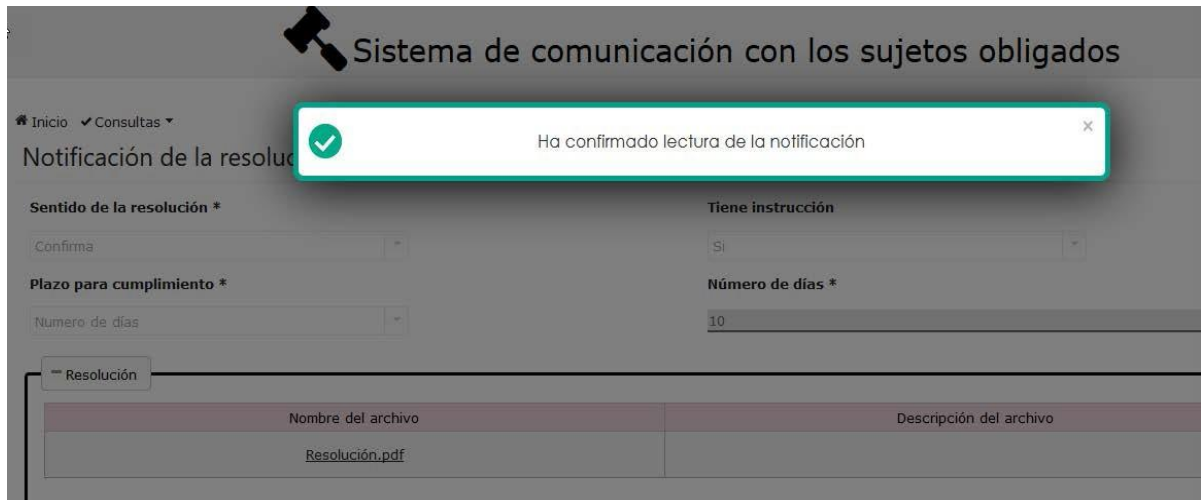 Sistema de comunicación con los sujetos obligados
Inicio Consultas
Ha confirmado lectura de la notificación
Notificación de la
Sentido de la resolución * Tiene instrucción
Confirma Si
Plazo para cumplimiento * Número de días *
Numero de días 10
Resolución
Nombre del archivo Descripción del archivo
Resolución.pdf